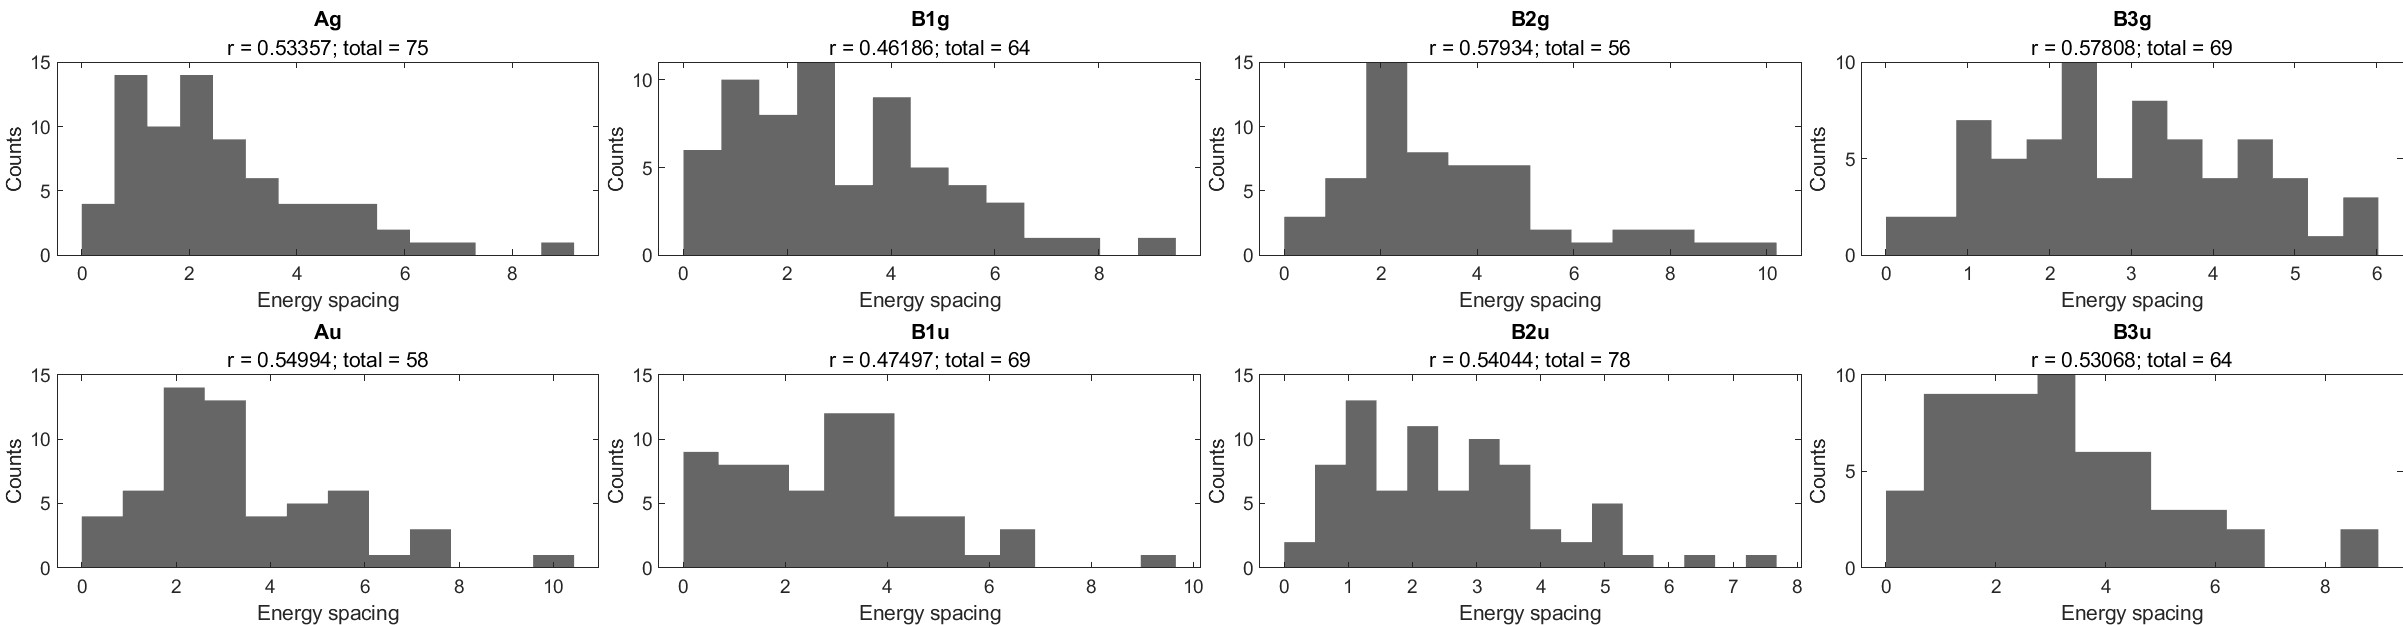 Ag
r = 0.53357; total = 75
15
10
5
0
Counts
0 2 4 6 8
Energy spacing
B1g
r = 0.46186; total = 64
10
5
0
Counts
0 2 4 6 8
Energy spacing
B2g
r = 0.57934; total = 56
15
10
5
0
Counts
0 2 4 6 8 10
Energy spacing
B3g
r = 0.57808; total = 69
10
5
0
Counts
0 1 2 3 4 5 6
Energy spacing
Au
r = 0.54994; total = 58
15
10
5
0
Counts
0 2 4 6 8 10
Energy spacing
B1u
r = 0.47497; total = 69
15
10
5
0
Counts
0 2 4 6 8 10
Energy spacing
B2u
r = 0.54044; total = 78
15
10
5
0
Counts
0 1 2 3 4 5 6 7 8
Energy spacing
B3u
r = 0.53068; total = 64
10
5
0
Counts
0 2 4 6 8
Energy spacing